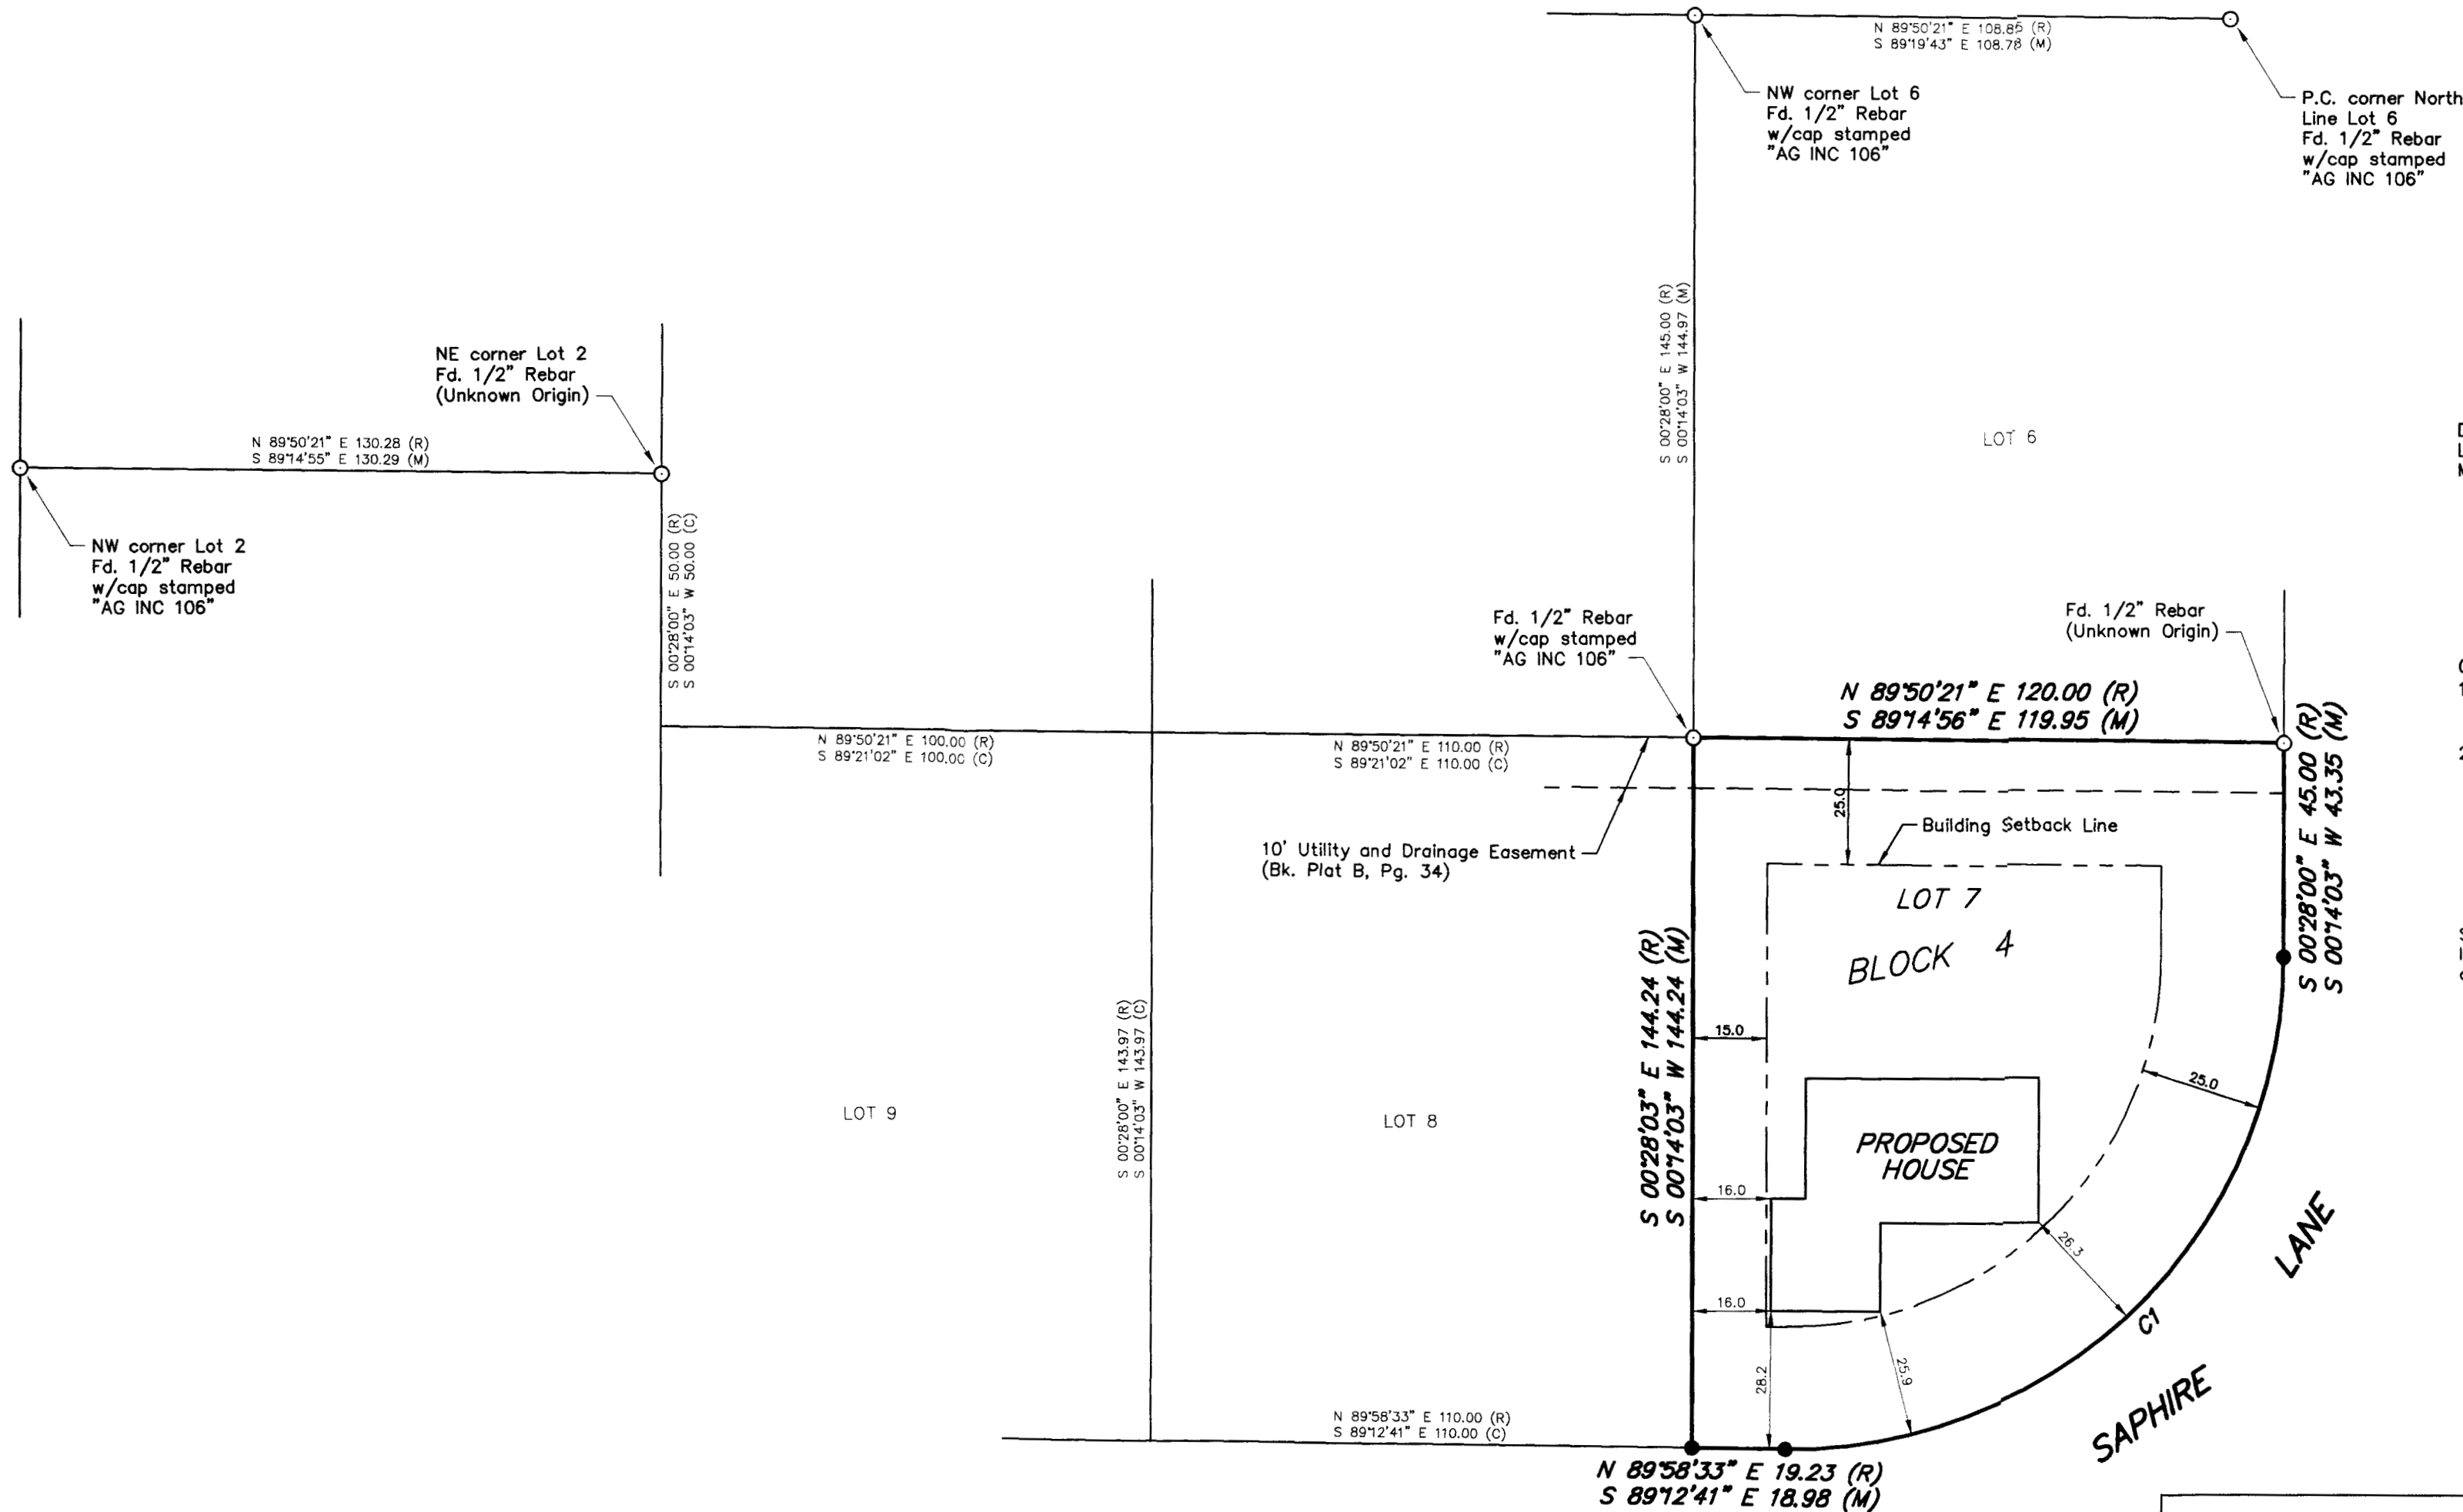 N 89°50'21" E 108.85 (R)
S 89°19'43" E 108.78 (M)
NW corner Lot 6
Fd. 1/2" Rebar
w/cap stamped
"AG INC 106"
P.C. corner North
Line Lot 6
Fd. 1/2" Rebar
w/cap stamped
"AG INC 106"
S 00°28'00" E 145.00 (R)
S 00°14'03" W 144.97 (M)
LOT 6
NE corner Lot 2
Fd. 1/2" Rebar
(Unknown Origin)
N 89°50'21" E 130.28 (R)
S 89°14'55" E 130.29 (M)
NW corner Lot 2
Fd. 1/2" Rebar
w/cap stamped
"AG INC 106"
S 00°28'00" E 50.00 (R)
S 00°14'03" W 50.00 (C)
Fd. 1/2" Rebar
w/cap stamped
"AG INC 106"
Fd. 1/2" Rebar
(Unknown Origin)
N 89°50'21" E 120.00 (R)
S 89°14'56" E 119.95 (M)
N 89°50'21" E 100.00 (R)
S 89°21'02" E 100.00 (C)
N 89°50'21" E 110.00 (R)
S 89°21'02" E 110.00 (C)
S 00°28'00" E 45.00 (R)
S 00°14'03" W 43.35 (M)
25.0
Building Setback Line
10' Utility and Drainage Easement
(Bk. Plat B, Pg. 34)
LOT 7
BLOCK 4
S 00°28'03" E 144.24 (R)
S 00°14'03" W 144.24 (M)
15.0
S 00°28'00" E 143.97 (R)
S 00°14'03" W 143.97 (C)
25.0
LOT 9
LOT 8
PROPOSED
HOUSE
16.0
26.3
16.0
C1
28.2
25.9
SAPHIRE LANE
N 89°58'33" E 110.00 (R)
S 89°12'41" E 110.00 (C)
N 89°58'33" E 19.23 (R)
S 89°12'41" E 18.98 (M)